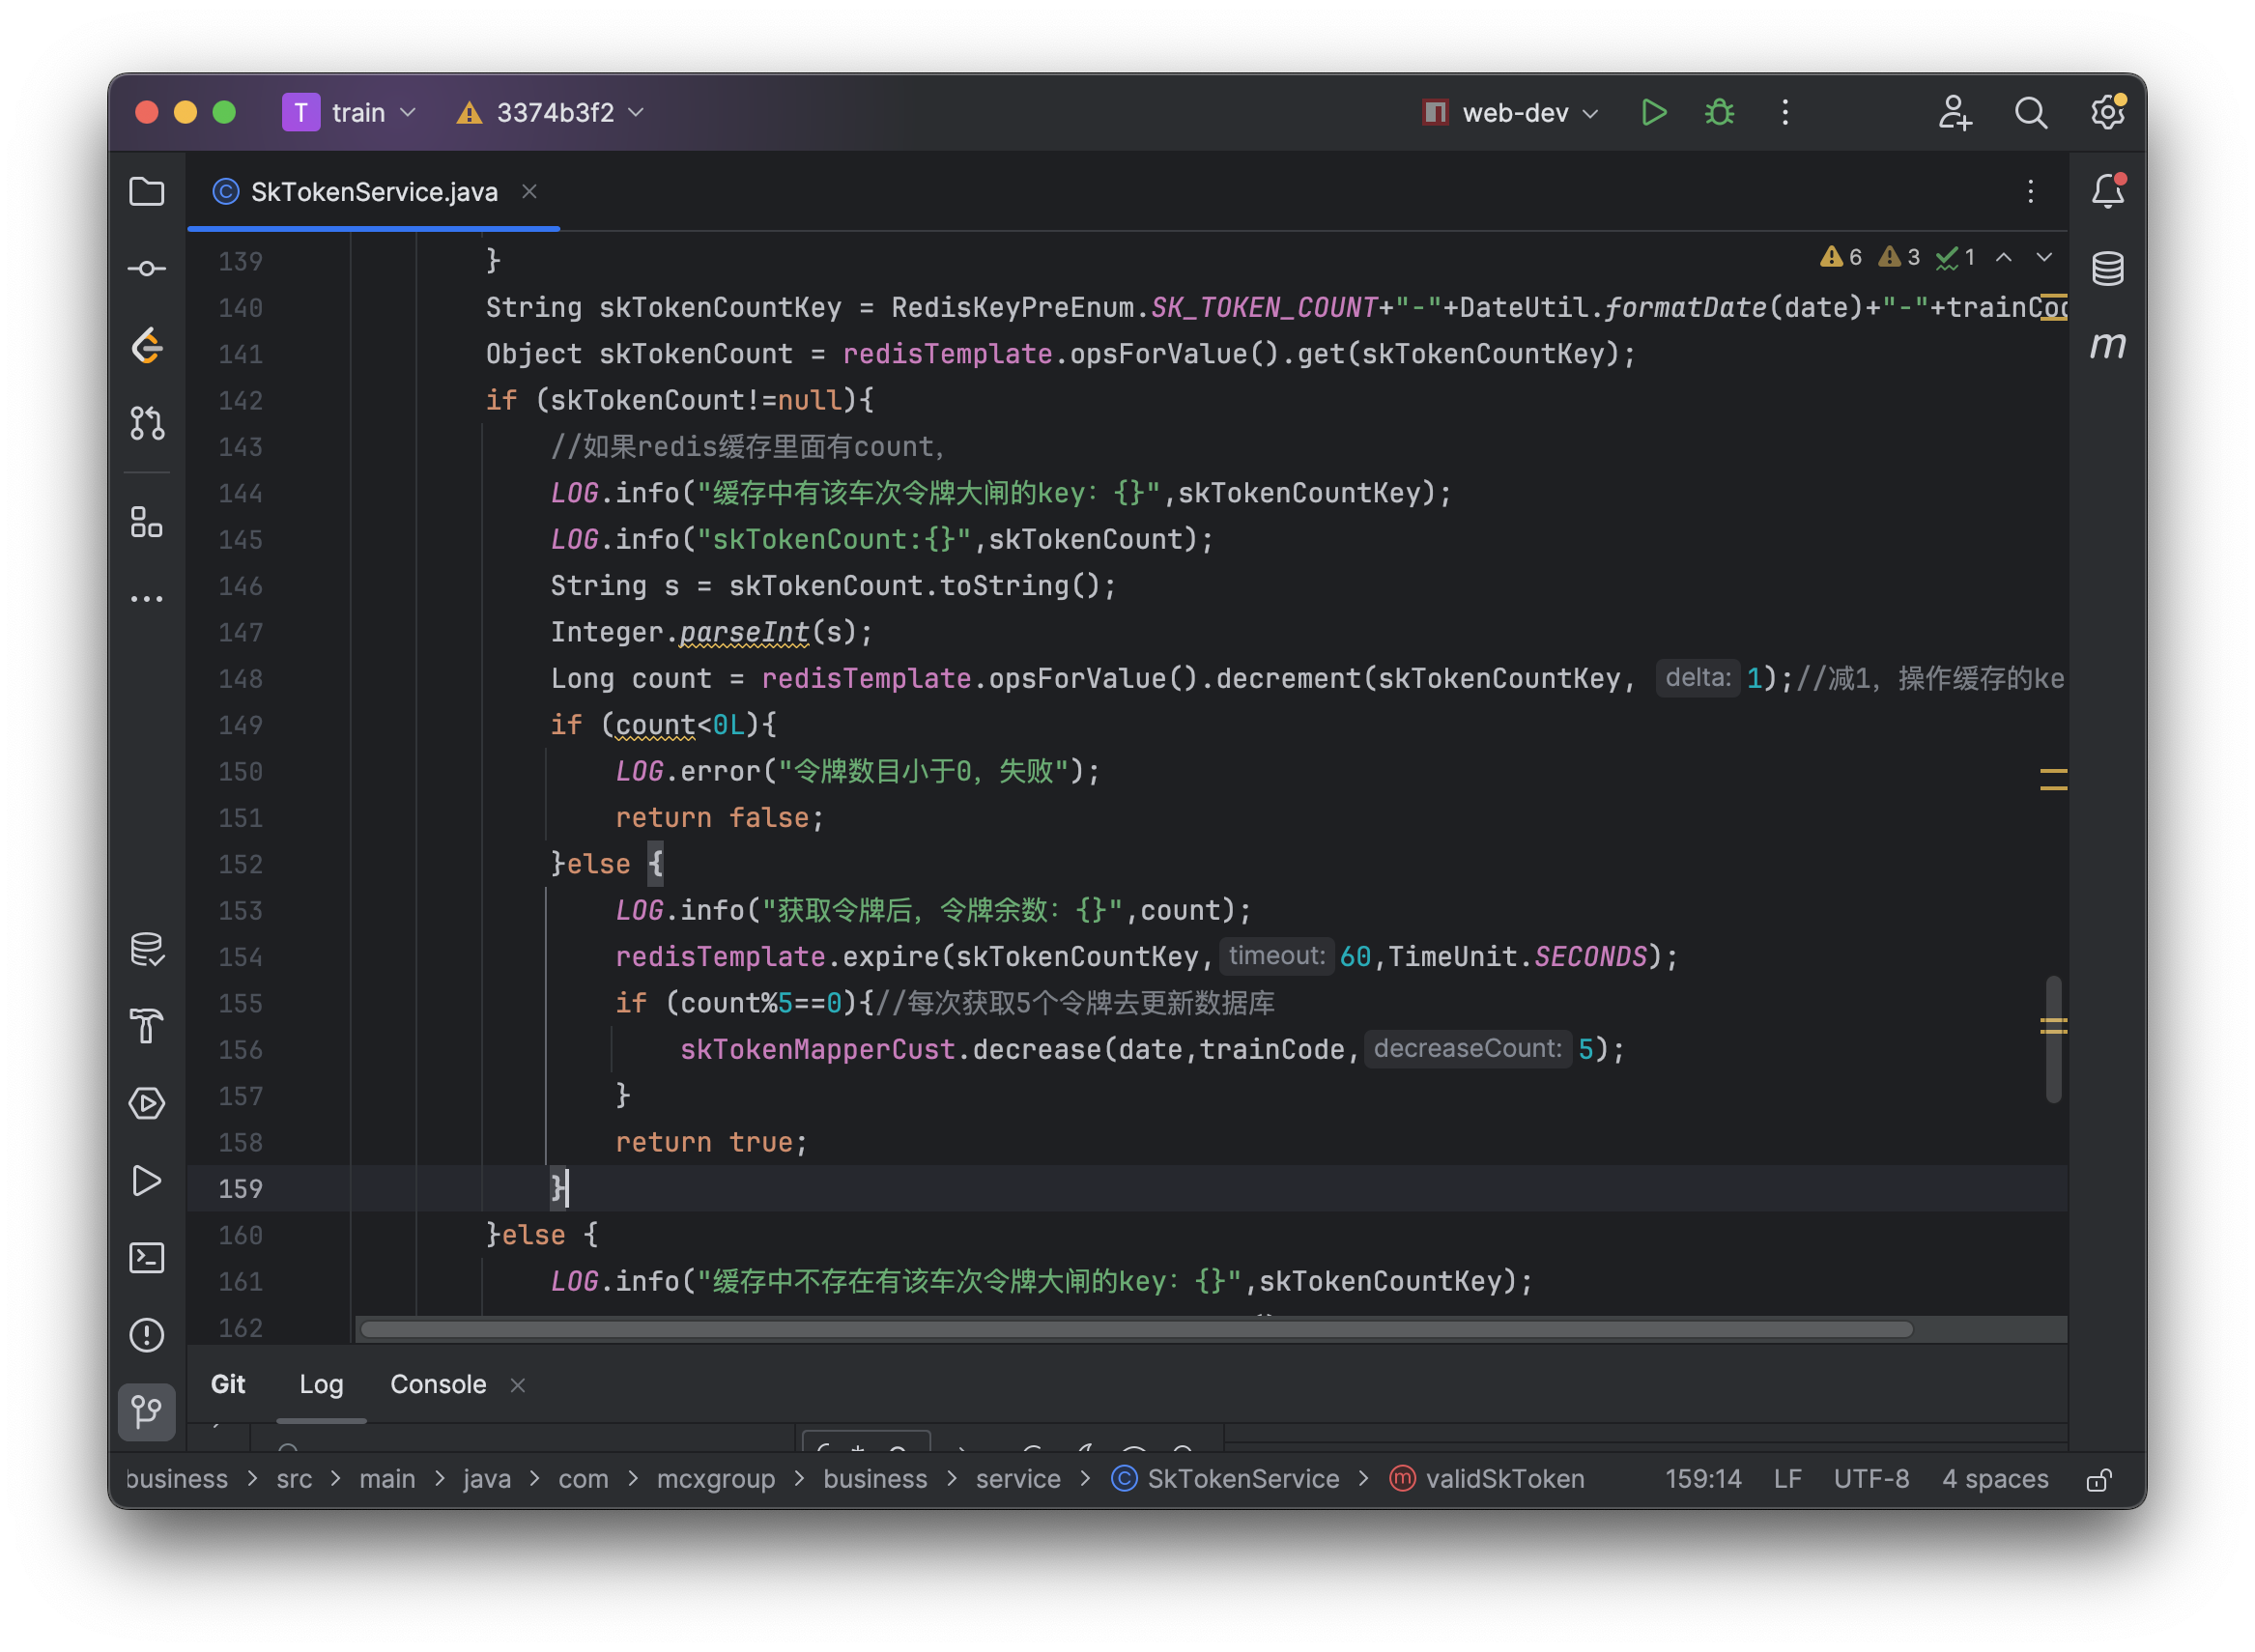 T train 3374b3f2 web-dev
SkTokenService.java
6 3 1
139 }
140 String skTokenCountKey = RedisKeyPreEnum.SK_TOKEN_COUNT+"-"+DateUtil.formatDate(date)+"-"+trainCod
141 Object skTokenCount = redisTemplate.opsForValue().get(skTokenCountKey);
142 if (skTokenCount!=null){
143 //如果redis缓存里面有count，
144 LOG.info("缓存中有该车次令牌大闸的key：{}",skTokenCountKey);
145 LOG.info("skTokenCount:{}",skTokenCount);
146 String s = skTokenCount.toString();
147 Integer.parseInt(s);
148 Long count = redisTemplate.opsForValue().decrement(skTokenCountKey, delta: 1);//减1，操作缓存的ke
149 if (count<0L){
150 LOG.error("令牌数目小于0，失败");
151 return false;
152 }else {
153 LOG.info("获取令牌后，令牌余数：{}",count);
154 redisTemplate.expire(skTokenCountKey, timeout: 60,TimeUnit.SECONDS);
155 if (count%5==0){//每次获取5个令牌去更新数据库
156 skTokenMapperCust.decrease(date,trainCode, decreaseCount: 5);
157 }
158 return true;
159 }
160 }else {
161 LOG.info("缓存中不存在有该车次令牌大闸的key：{}",skTokenCountKey);
162
Git Log Console
business > src > main > java > com > mcxgroup > business > service > SkTokenService > validSkToken 159:14 LF UTF-8 4 spaces